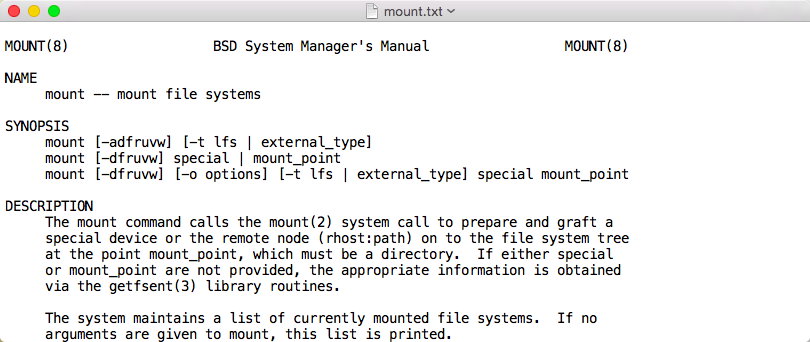 mount.txt
MOUNT(8) BSD System Manager's Manual MOUNT(8)
NAME
mount -- mount file systems
SYNOPSIS
mount [-adfruvw] [-t lfs | external_type]
mount [-dfruvw] special | mount_point
mount [-dfruvw] [-o options] [-t lfs | external_type] special mount_point
DESCRIPTION
The mount command calls the mount(2) system call to prepare and graft a
special device or the remote node (rhost:path) on to the file system tree
at the point mount_point, which must be a directory. If either special
or mount_point are not provided, the appropriate information is obtained
via the getfsent(3) library routines.
The system maintains a list of currently mounted file systems. If no
arguments are given to mount, this list is printed.